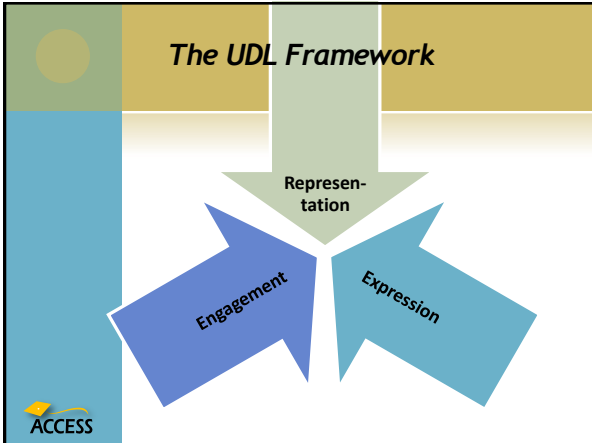 The UDL Framework
Represen-
tation
Engagement
Expression
ACCESS